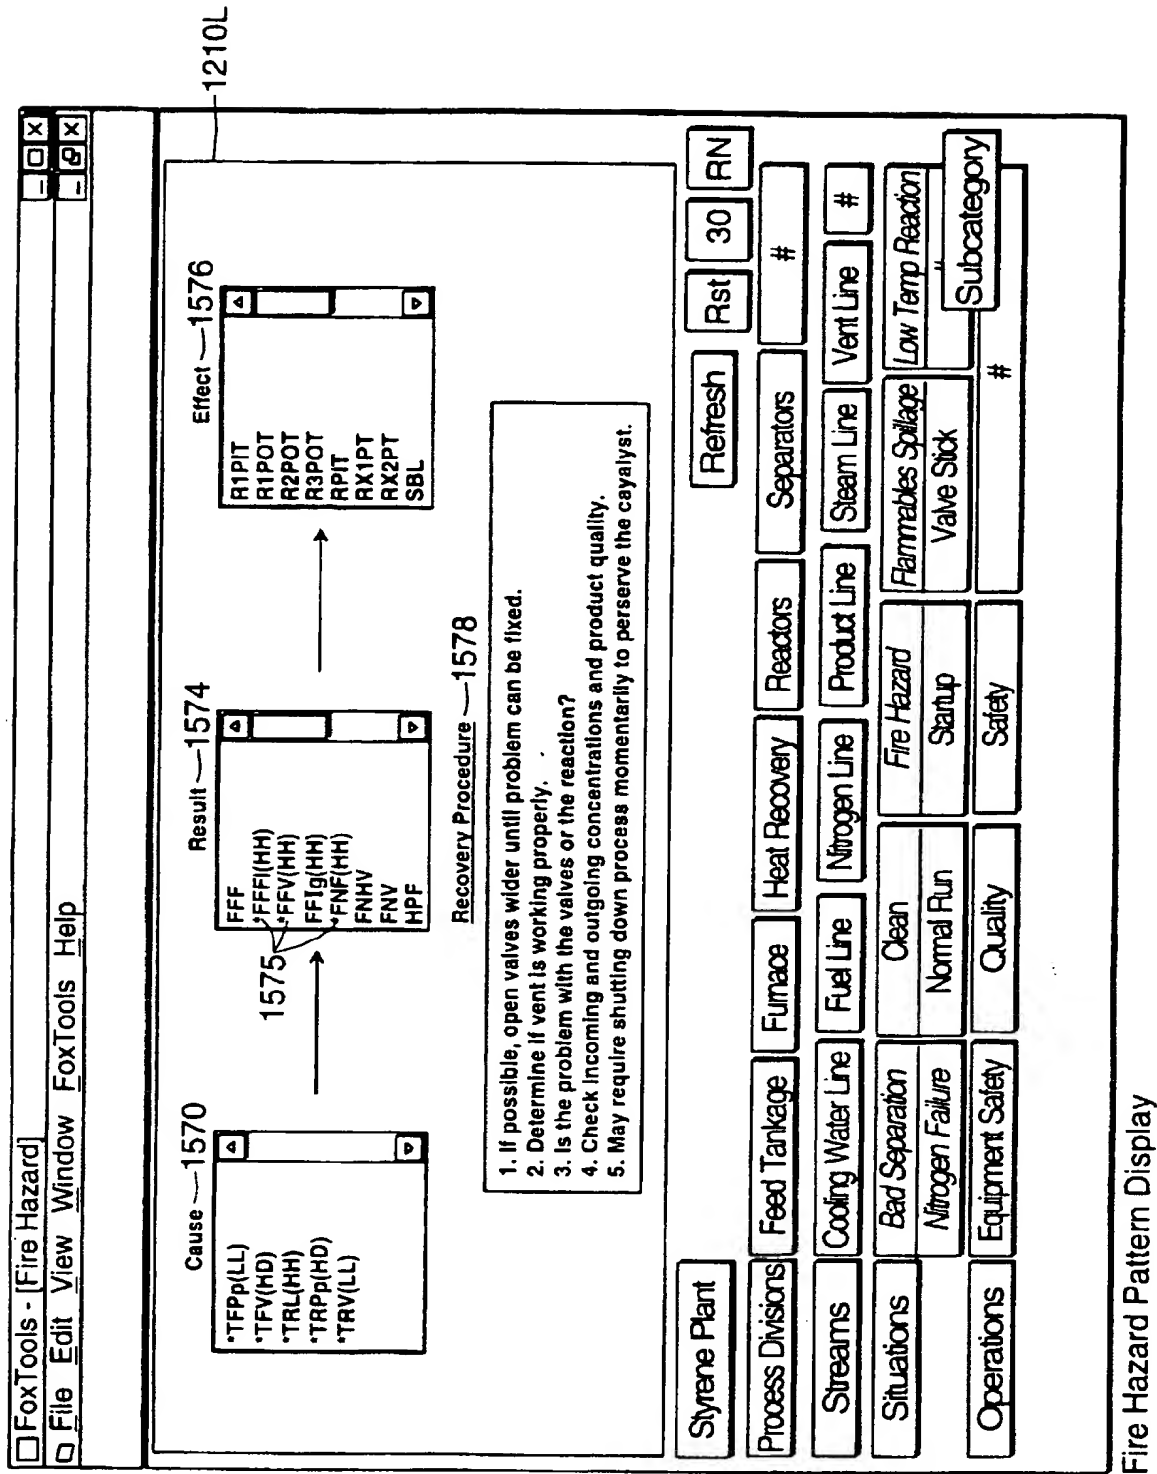 FoxTools - [Fire Hazard]
File Edit View Window FoxTools Help
1210L
Cause 1570
*TFPp(LL)
*TFV(HD)
*TRL(HH)
*TRPp(HD)
*TRV(LL)
Result 1574
FFF
*FFFI(HH)
*FFV(HH)
FFIg(HH)
*FNF(HH)
FNHV
FNV
HPF
1575
Effect 1576
R1PIT
R1POT
R2POT
R3POT
RPIT
RX1PT
RX2PT
SBL
Recovery Procedure 1578
1. If possible, open valves wider until problem can be fixed.
2. Determine if vent is working properly.
3. Is the problem with the valves or the reaction?
4. Check incoming and outgoing concentrations and product quality.
5. May require shutting down process momentarily to perserve the cayalyst.
Styrene Plant Refresh Rst 30 RN
Process Divisions Feed Tankage Furnace Heat Recovery Reactors Separators #
Streams Cooling Water Line Fuel Line Nitrogen Line Product Line Steam Line Vent Line #
Situations Bad Separation Clean Fire Hazard Flammables Spillage Low Temp Reaction
Nitrogen Failure Normal Run Startup Valve Stick #
Subcategory
Operations Equipment Safety Quality Safety #
Fire Hazard Pattern Display